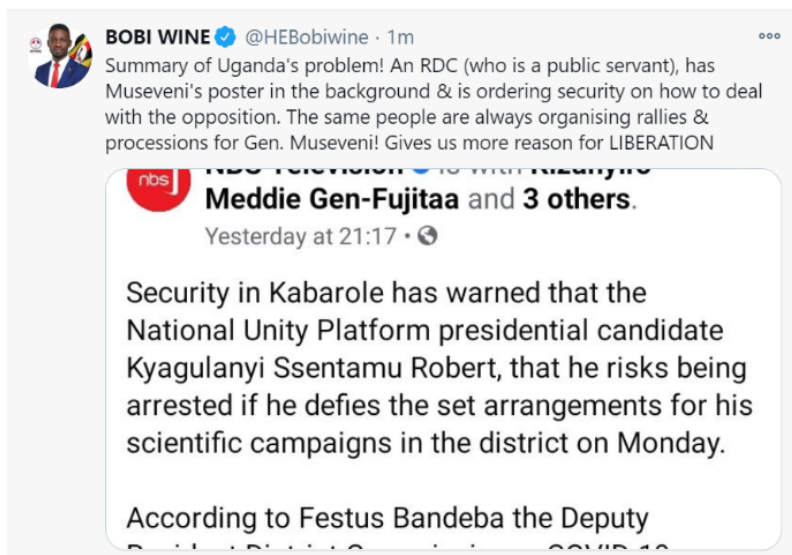 BOBI WINE @HEBobiwine · 1m
Summary of Uganda's problem! An RDC (who is a public servant), has
Museveni's poster in the background & is ordering security on how to deal
with the opposition. The same people are always organising rallies &
processions for Gen. Museveni! Gives us more reason for LIBERATION
nbs
NBS Television is with Kizanyiro
Meddie Gen-Fujitaa and 3 others.
Yesterday at 21:17 ·
Security in Kabarole has warned that the
National Unity Platform presidential candidate
Kyagulanyi Ssentamu Robert, that he risks being
arrested if he defies the set arrangements for his
scientific campaigns in the district on Monday.
According to Festus Bandeba the Deputy